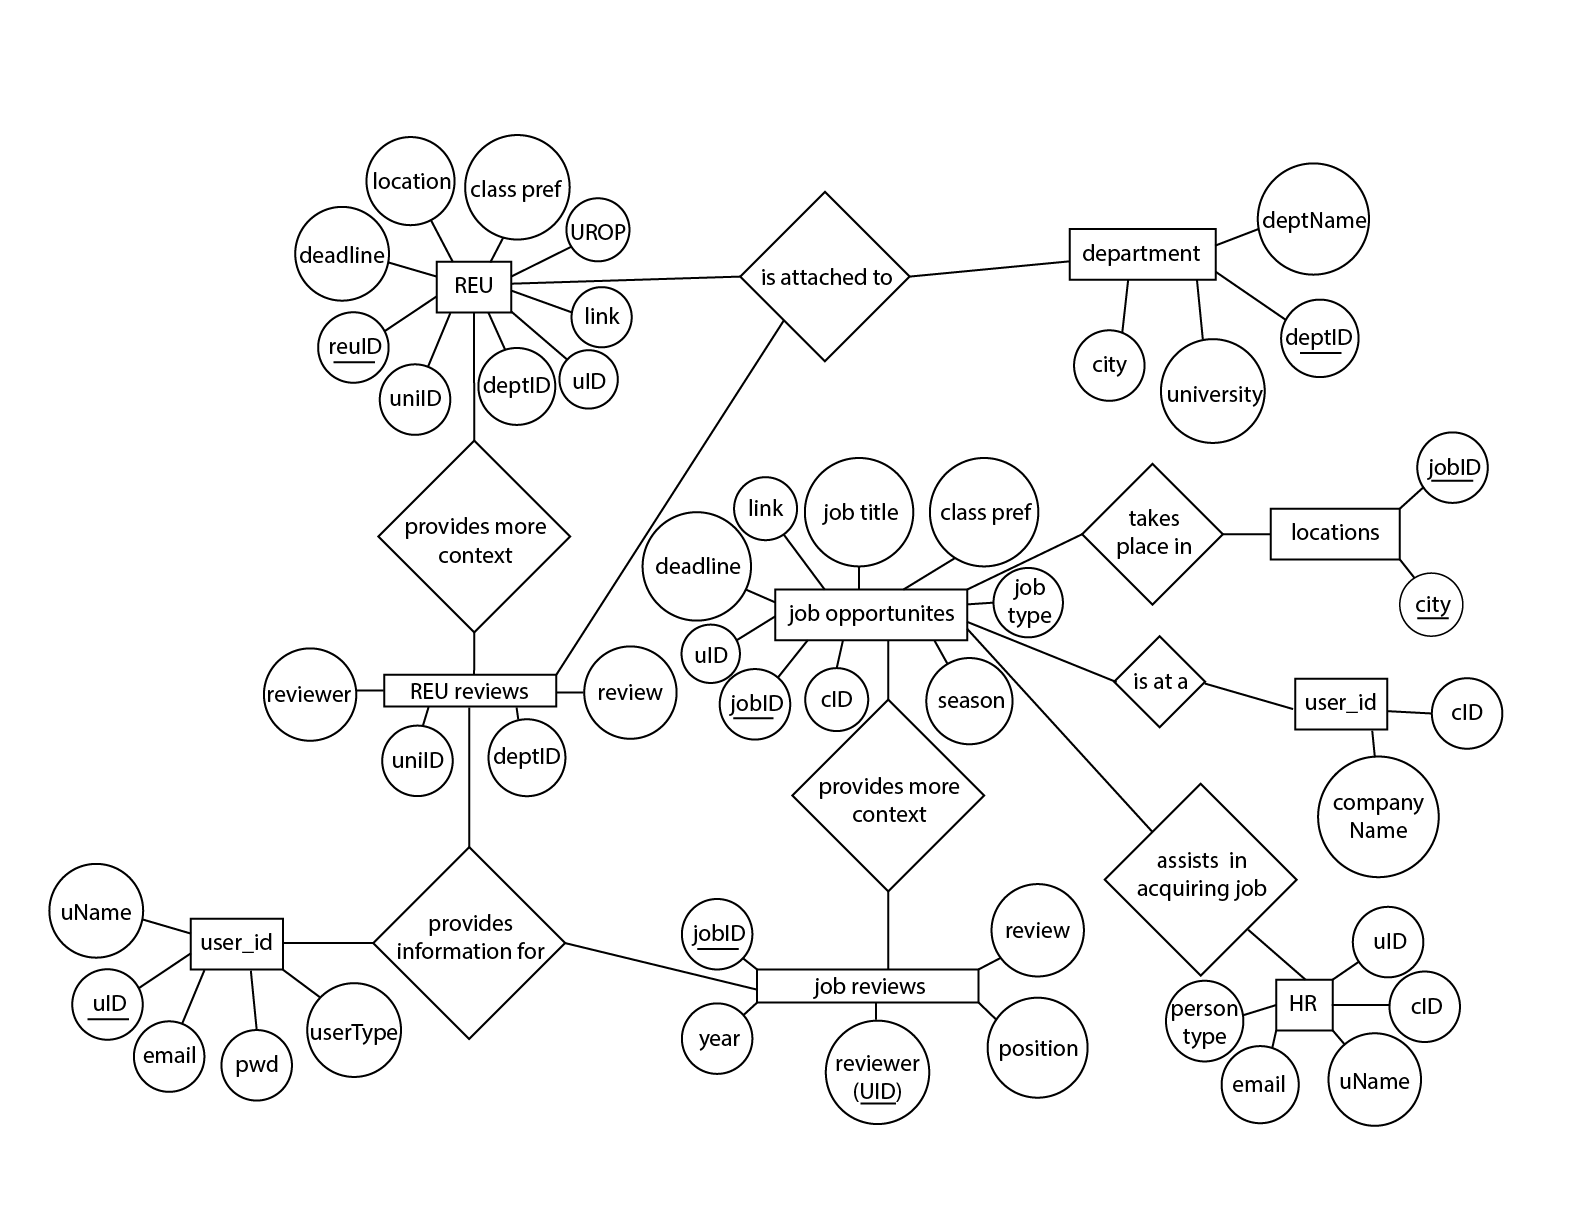 location
class pref
UROP
deadline
REU
link
reuID
uniID
deptID
uID
is attached to
department
deptName
deptID
city
university
provides more
context
link
job title
class pref
deadline
job opportunites
job
type
uID
jobID
cID
season
takes
place in
locations
jobID
city
is at a
user_id
cID
company
Name
reviewer
REU reviews
review
uniID
deptID
provides more
context
assists  in
acquiring job
uName
user_id
uID
email
pwd
userType
provides
information for
jobID
review
job reviews
year
reviewer
(UID)
position
uID
person
type
HR
cID
email
uName